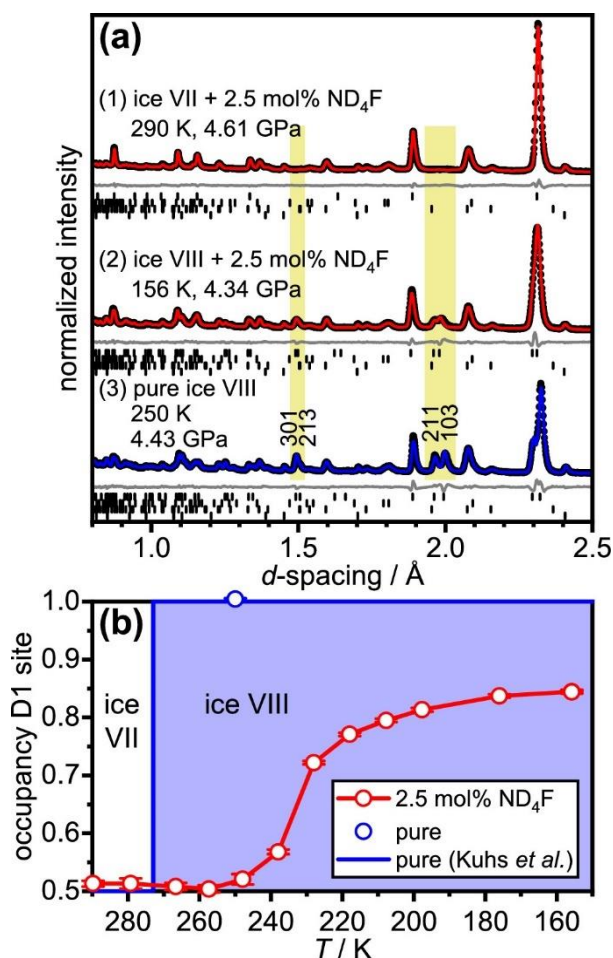 (a)
(1) ice VII + 2.5 mol% ND₄F
290 K, 4.61 GPa
(2) ice VIII + 2.5 mol% ND₄F
156 K, 4.34 GPa
(3) pure ice VIII
250 K
4.43 GPa
301
213
211
103
normalized intensity
1.0 1.5 2.0 2.5
d-spacing / Å
(b)
1.0
0.9
0.8
0.7
0.6
0.5
occupancy D1 site
ice
VII
ice VIII
2.5 mol% ND₄F
pure
pure (Kuhs et al.)
280 260 240 220 200 180 160
T / K